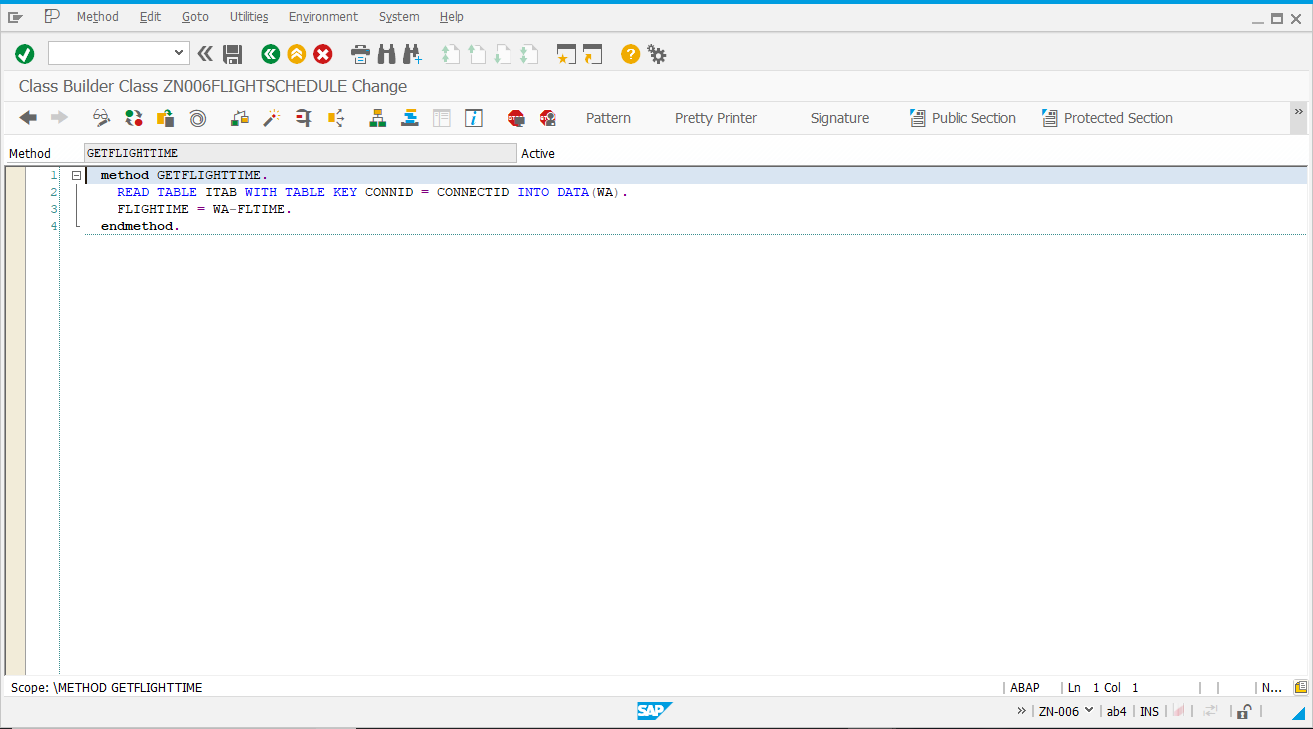 Method Edit Goto Utilities Environment System Help
Class Builder Class ZN006FLIGHTSCHEDULE Change
Pattern Pretty Printer Signature Public Section Protected Section »
Method GETFLIGHTTIME Active
1 method GETFLIGHTTIME.
2 READ TABLE ITAB WITH TABLE KEY CONNID = CONNECTID INTO DATA(WA).
3 FLIGHTIME = WA-FLTIME.
4 endmethod.
Scope: \METHOD GETFLIGHTTIME ABAP Ln 1 Col 1 N...
SAP » ZN-006 ab4 INS